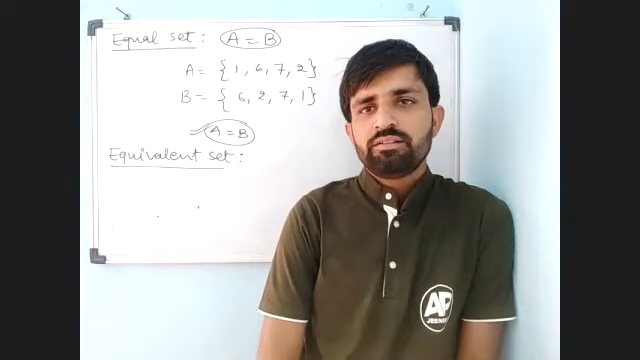 Equal set : A = B
A = { 1, 6, 7, 2 }
B = { 6, 2, 7, 1 }
A = B
Equivalent set :
AP